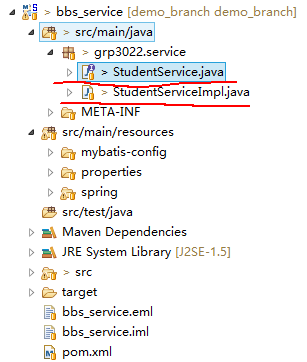 > bbs_service [demo_branch demo_branch]
> src/main/java
> grp3022.service
> StudentService.java
> StudentServiceImpl.java
META-INF
src/main/resources
mybatis-config
properties
spring
src/test/java
Maven Dependencies
JRE System Library [J2SE-1.5]
> src
target
bbs_service.eml
bbs_service.iml
pom.xml